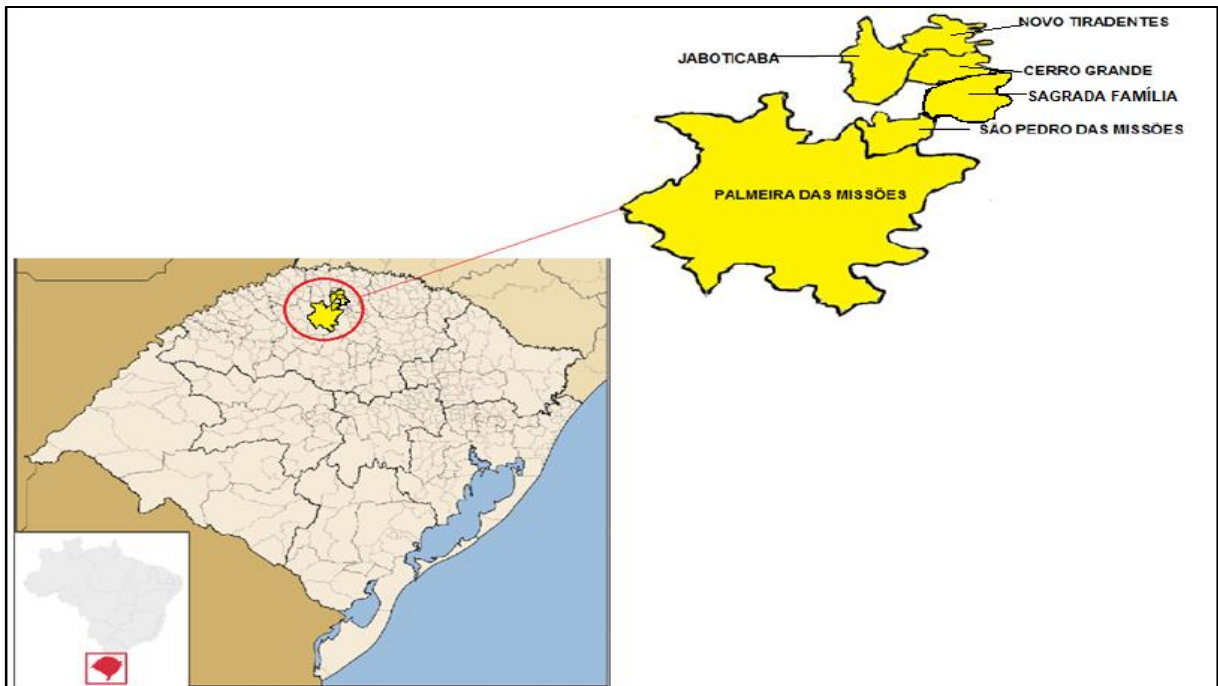 NOVO TIRADENTES
JABOTICABA
CERRO GRANDE
SAGRADA FAMÍLIA
SÃO PEDRO DAS MISSÕES
PALMEIRA DAS MISSÕES